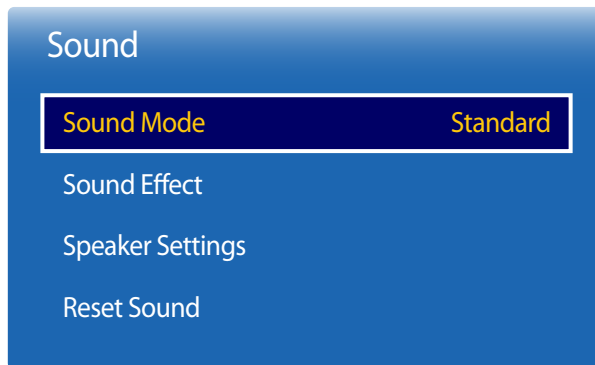 Sound
Sound Mode Standard
Sound Effect
Speaker Settings
Reset Sound